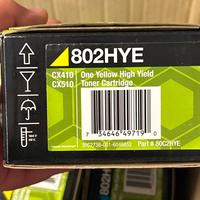 802HYE
CX410
CX510
One Yellow High Yield
Toner Cartridge
7 34646 49719 0
Part # 80C2HYE